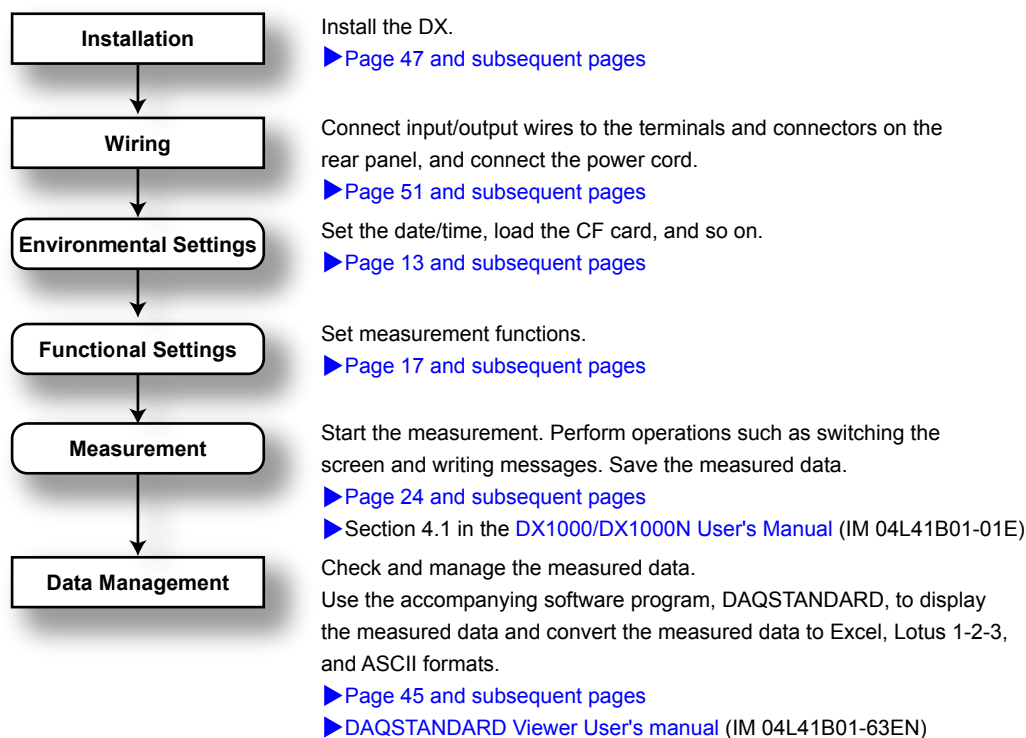 Installation
Install the DX.
▶Page 47 and subsequent pages
Wiring
Connect input/output wires to the terminals and connectors on the
rear panel, and connect the power cord.
▶Page 51 and subsequent pages
Environmental Settings
Set the date/time, load the CF card, and so on.
▶Page 13 and subsequent pages
Functional Settings
Set measurement functions.
▶Page 17 and subsequent pages
Measurement
Start the measurement. Perform operations such as switching the
screen and writing messages. Save the measured data.
▶Page 24 and subsequent pages
▶Section 4.1 in the DX1000/DX1000N User's Manual (IM 04L41B01-01E)
Data Management
Check and manage the measured data.
Use the accompanying software program, DAQSTANDARD, to display
the measured data and convert the measured data to Excel, Lotus 1-2-3,
and ASCII formats.
▶Page 45 and subsequent pages
▶DAQSTANDARD Viewer User's manual (IM 04L41B01-63EN)